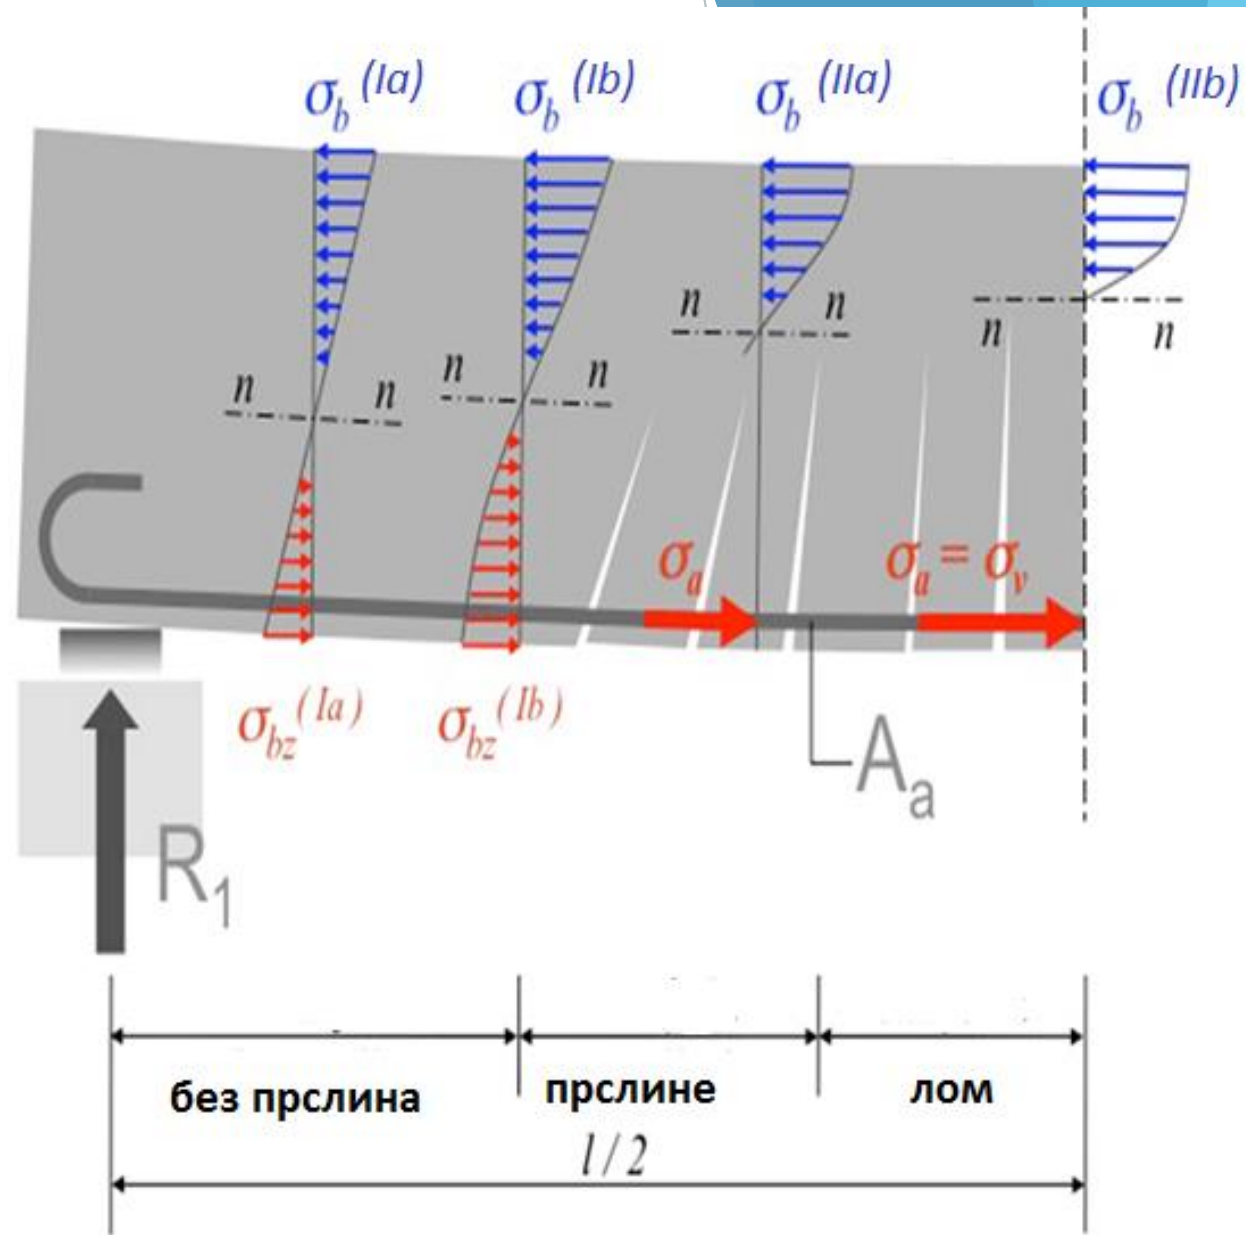 σb (Ia) σb (Ib) σb (IIa) σb (IIb)
n n
n n
n n
n n
σa σa = σv
σbz (Ia) σbz (Ib)
Aa
R1
без прслина прслине лом
l / 2